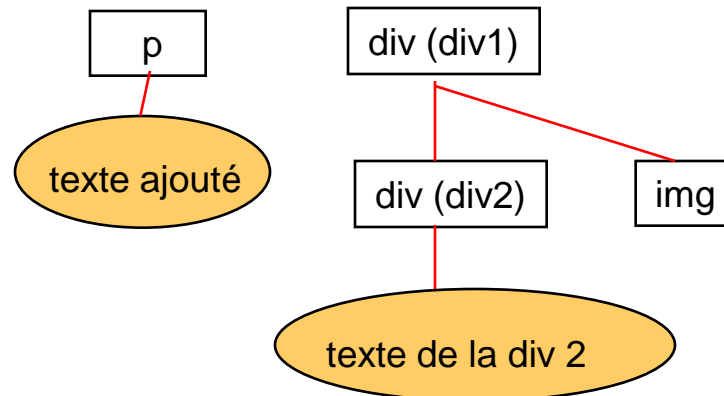 p
div (div1)
texte ajouté
div (div2)
img
texte de la div 2